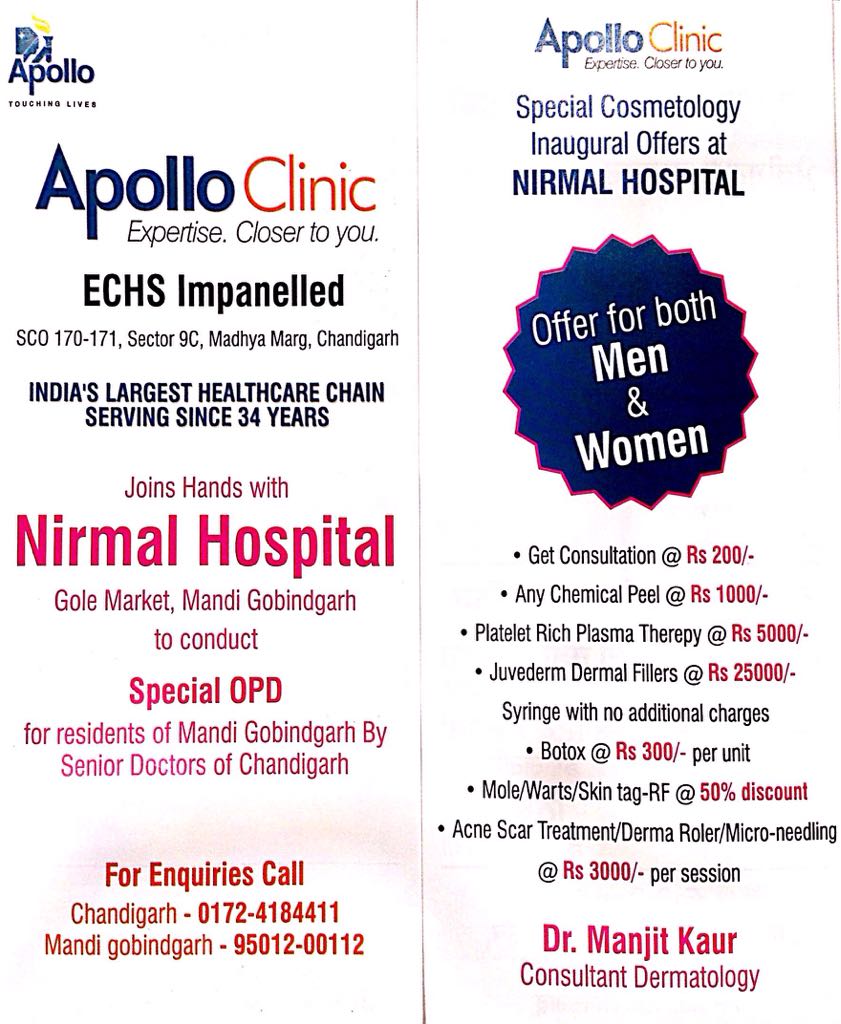 Apollo
TOUCHING LIVES
Apollo Clinic
Expertise. Closer to you.
ECHS Impanelled
SCO 170-171, Sector 9C, Madhya Marg, Chandigarh
INDIA'S LARGEST HEALTHCARE CHAIN
SERVING SINCE 34 YEARS
Joins Hands with
Nirmal Hospital
Gole Market, Mandi Gobindgarh
to conduct
Special OPD
for residents of Mandi Gobindgarh By
Senior Doctors of Chandigarh
For Enquiries Call
Chandigarh - 0172-4184411
Mandi gobindgarh - 95012-00112
Apollo Clinic
Expertise. Closer to you.
Special Cosmetology
Inaugural Offers at
NIRMAL HOSPITAL
Offer for both
Men
&
Women
• Get Consultation @ Rs 200/-
• Any Chemical Peel @ Rs 1000/-
• Platelet Rich Plasma Therepy @ Rs 5000/-
• Juvederm Dermal Fillers @ Rs 25000/-
Syringe with no additional charges
• Botox @ Rs 300/- per unit
• Mole/Warts/Skin tag-RF @ 50% discount
• Acne Scar Treatment/Derma Roler/Micro-needling
@ Rs 3000/- per session
Dr. Manjit Kaur
Consultant Dermatology